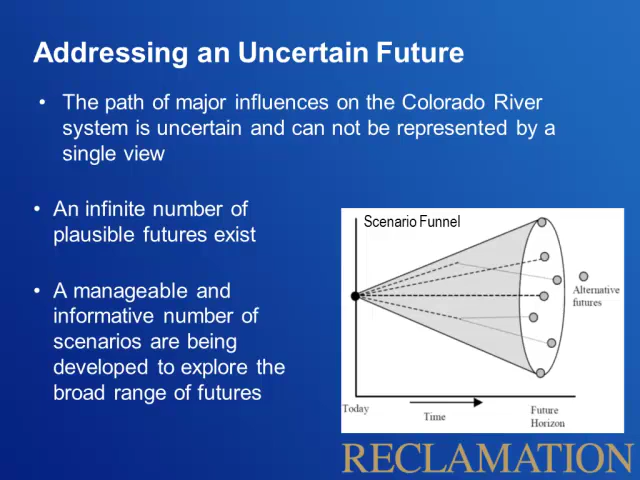 Addressing an Uncertain Future
• The path of major influences on the Colorado River
system is uncertain and can not be represented by a
single view
• An infinite number of
plausible futures exist
• A manageable and
informative number of
scenarios are being
developed to explore the
broad range of futures
Scenario Funnel
Alternative
futures
Today
Time
Future
Horizon
RECLAMATION